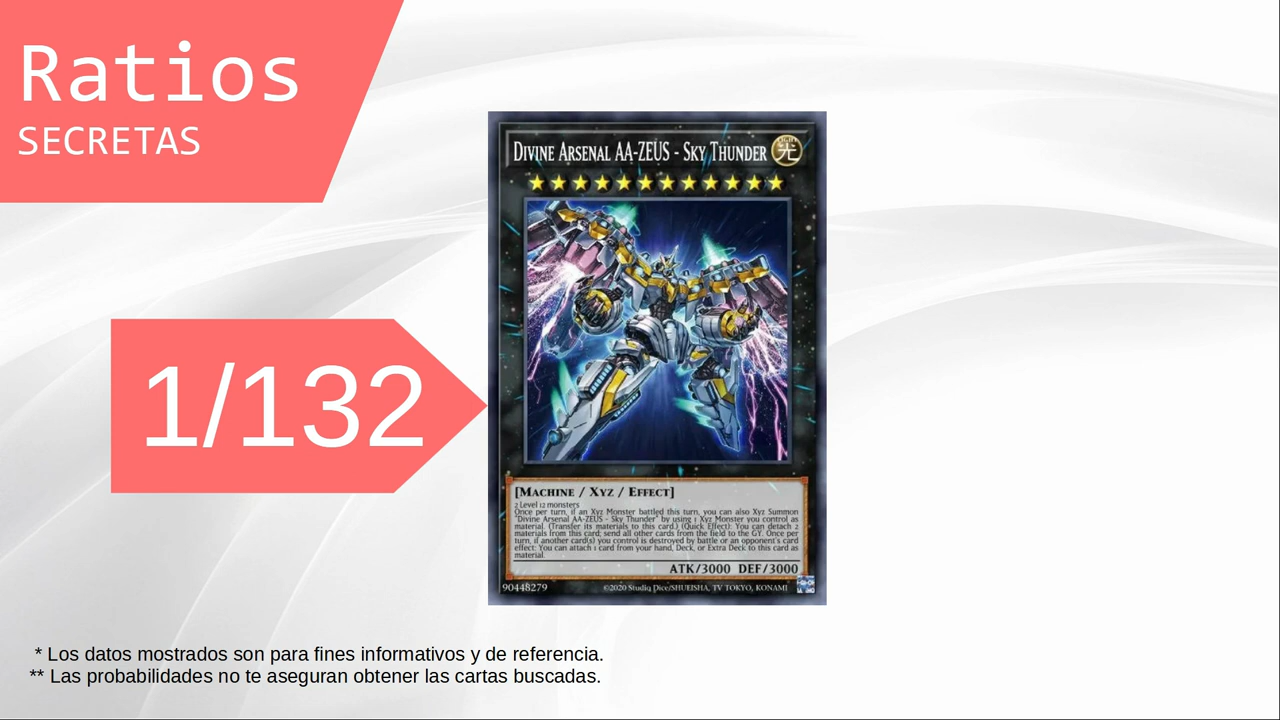 Ratios
SECRETAS
1/132
DIVINE ARSENAL AA-ZEUS - SKY THUNDER
LIGHT
光
[MACHINE / XYZ / EFFECT]
2 Level 12 monsters
Once per turn, if an Xyz Monster battled this turn, you can also Xyz Summon
"Divine Arsenal AA-ZEUS - Sky Thunder" by using 1 Xyz Monster you control as
material. (Transfer its materials to this card.) (Quick Effect): You can detach 2
materials from this card; send all other cards from the field to the GY. Once per
turn, if another card(s) you control is destroyed by battle or an opponent's card
effect: You can attach 1 card from your hand, Deck, or Extra Deck to this card as
material.
ATK/3000 DEF/3000
90448279
©2020 Studio Dice/SHUEISHA, TV TOKYO, KONAMI
* Los datos mostrados son para fines informativos y de referencia.
** Las probabilidades no te aseguran obtener las cartas buscadas.